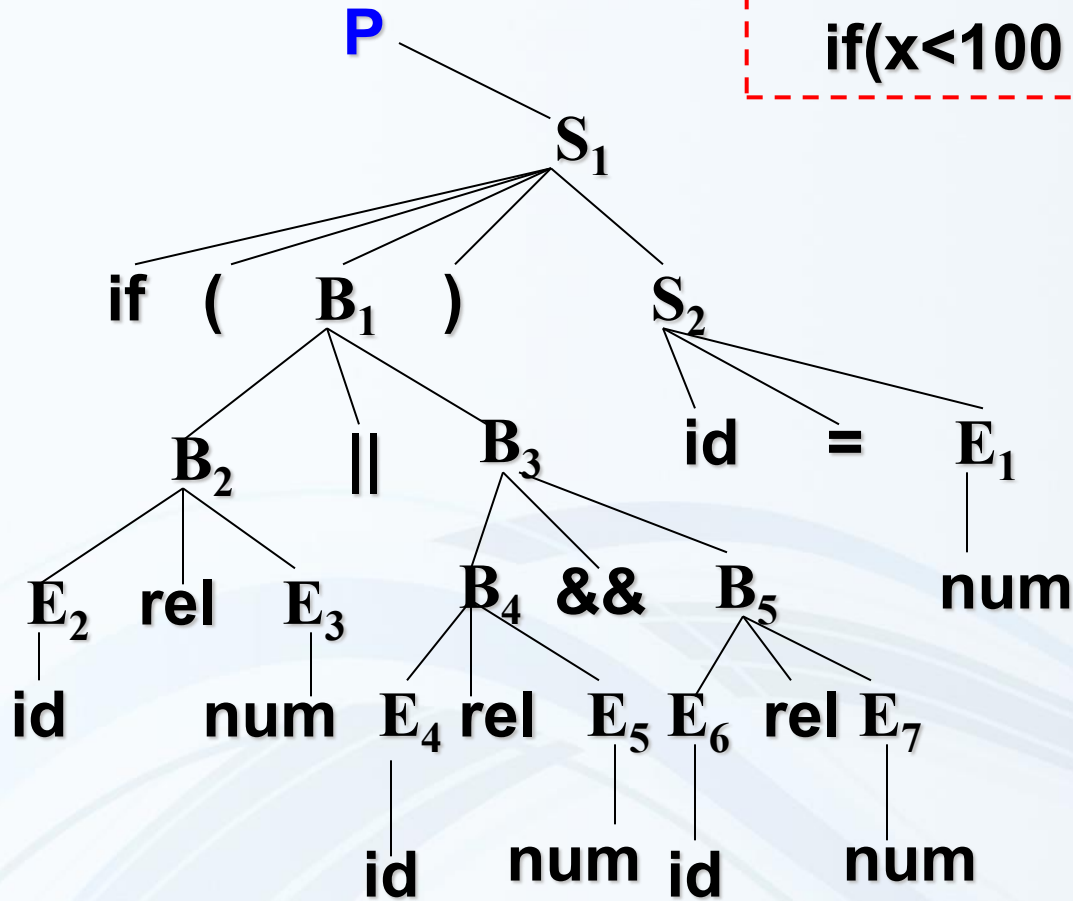 P
if(x<100
S₁
if ( B₁ ) S₂
B₂ || B₃ id = E₁
E₂ rel E₃ B₄ && B₅ num
id num E₄ rel E₅ E₆ rel E₇
id num id num